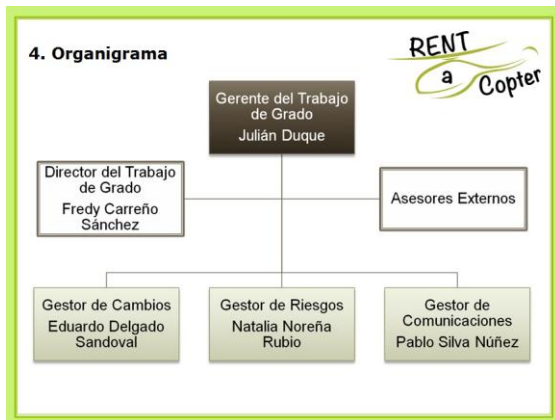 4. Organigrama
RENT
a
Copter
Gerente del Trabajo
de Grado
Julián Duque
Director del Trabajo
de Grado
Fredy Carreño
Sánchez
Asesores Externos
Gestor de Cambios
Eduardo Delgado
Sandoval
Gestor de Riesgos
Natalia Noreña
Rubio
Gestor de
Comunicaciones
Pablo Silva Núñez